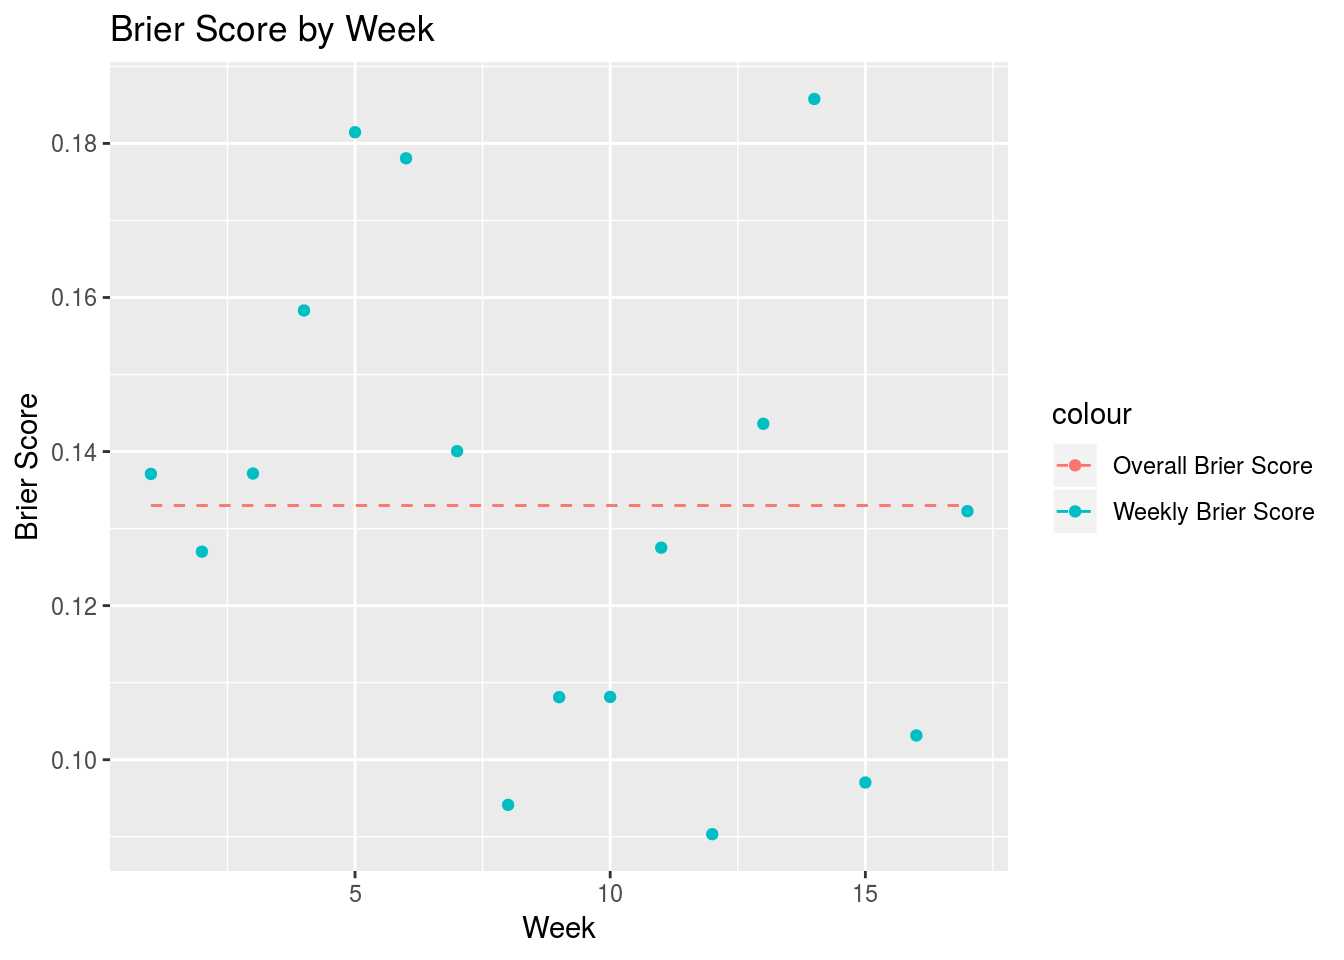 Brier Score by Week
0.18
0.16
0.14
0.12
0.10
Brier Score
5 10 15
Week
colour
Overall Brier Score
Weekly Brier Score